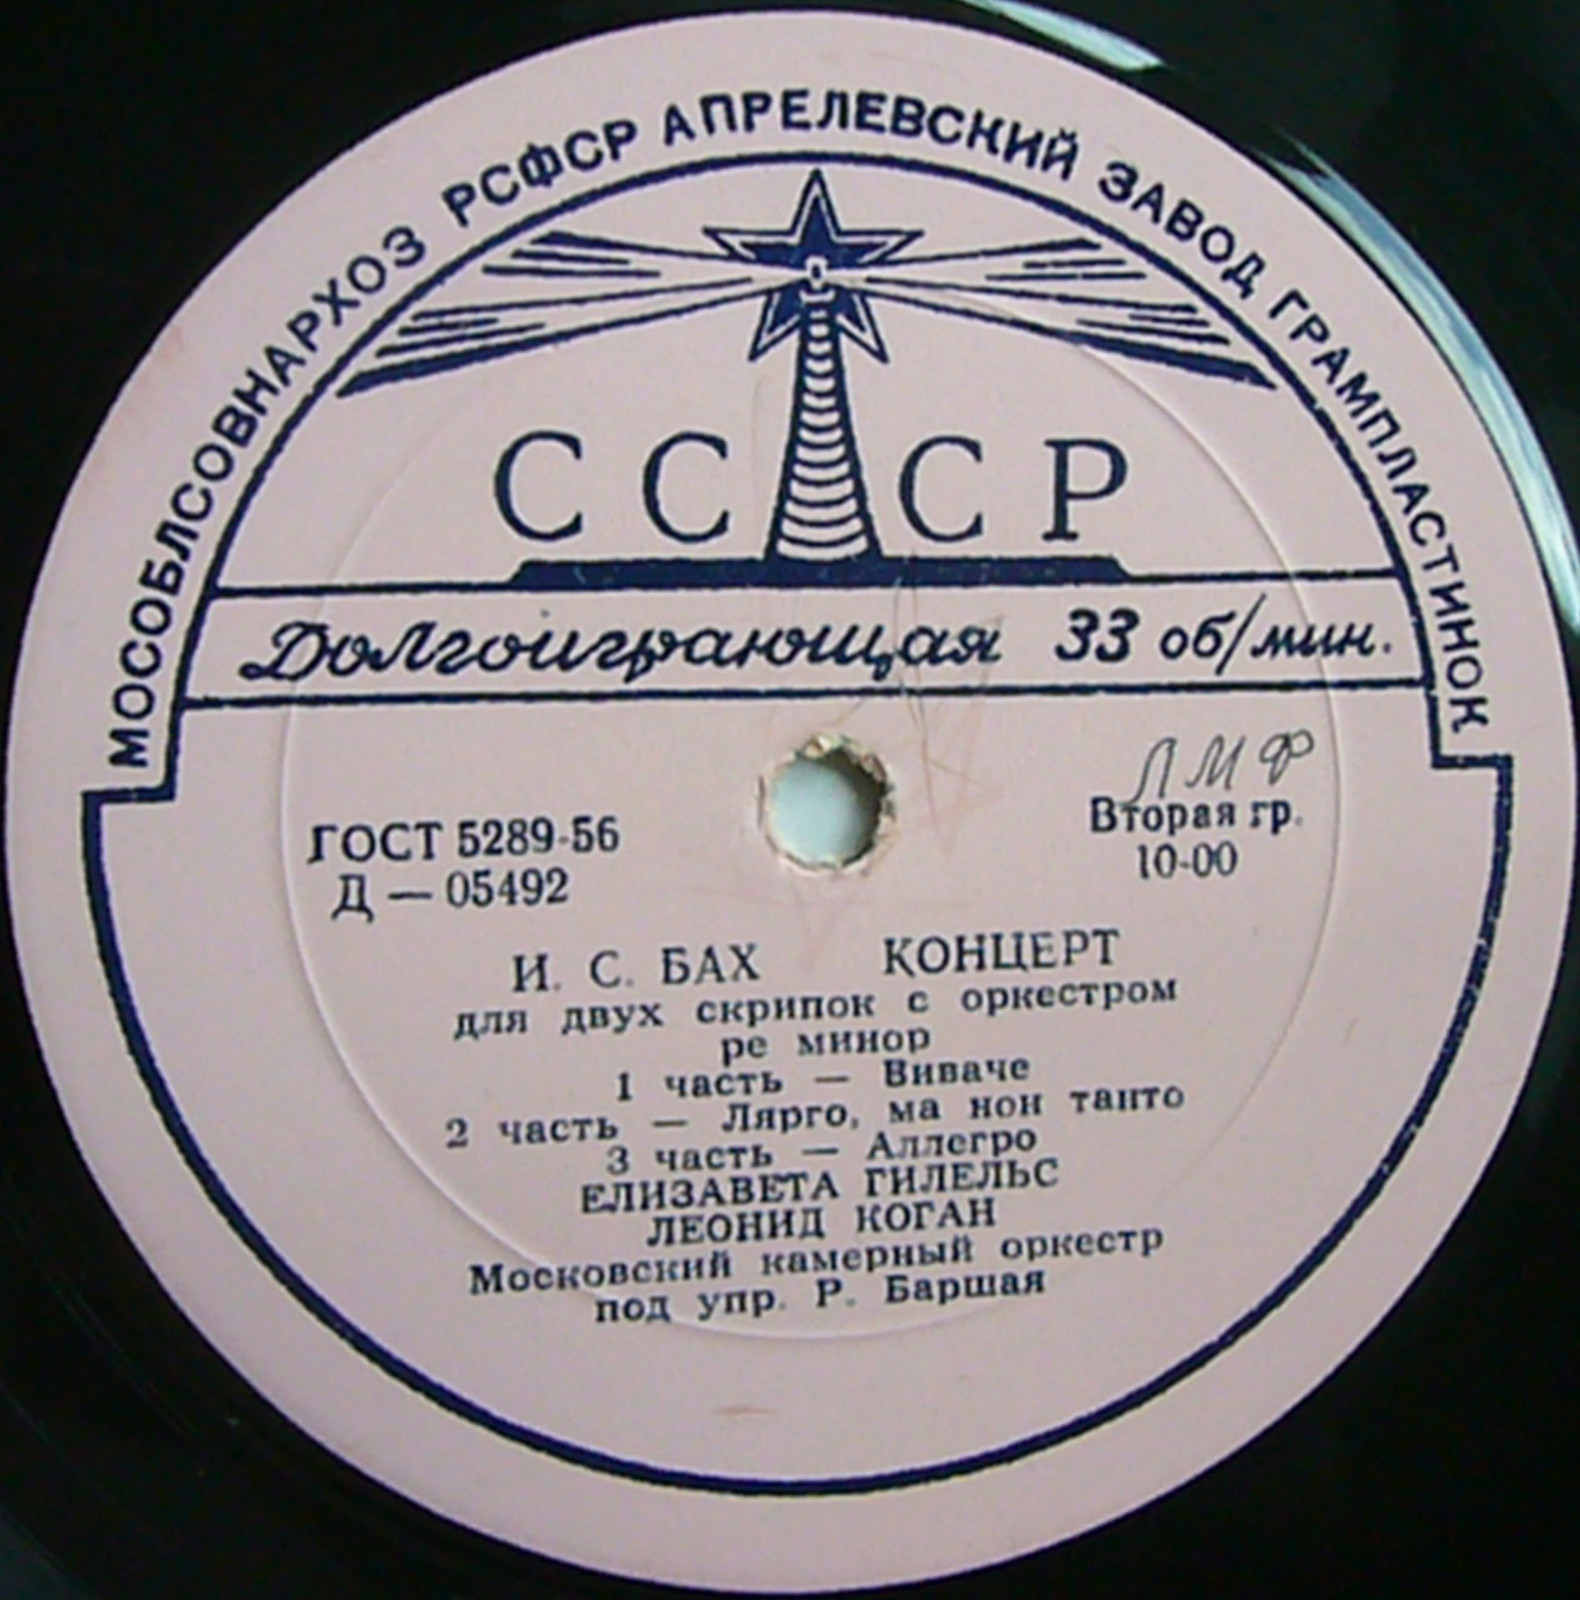 МОСОБЛСОВНАРХОЗ РСФСР АПРЕЛЕВСКИЙ ЗАВОД ГРАМПЛАСТИНОК
СССР
Долгоиграющая 33 об/мин.
ЛМФ
ГОСТ 5289-56 Вторая гр.
Д — 05492 10-00
И. С. БАХ КОНЦЕРТ
для двух скрипок с оркестром
ре минор
1 часть — Виваче
2 часть — Лярго, ма нон танто
3 часть — Аллегро
ЕЛИЗАВЕТА ГИЛЕЛЬС
ЛЕОНИД КОГАН
Московский камерный оркестр
под упр. Р. Баршая